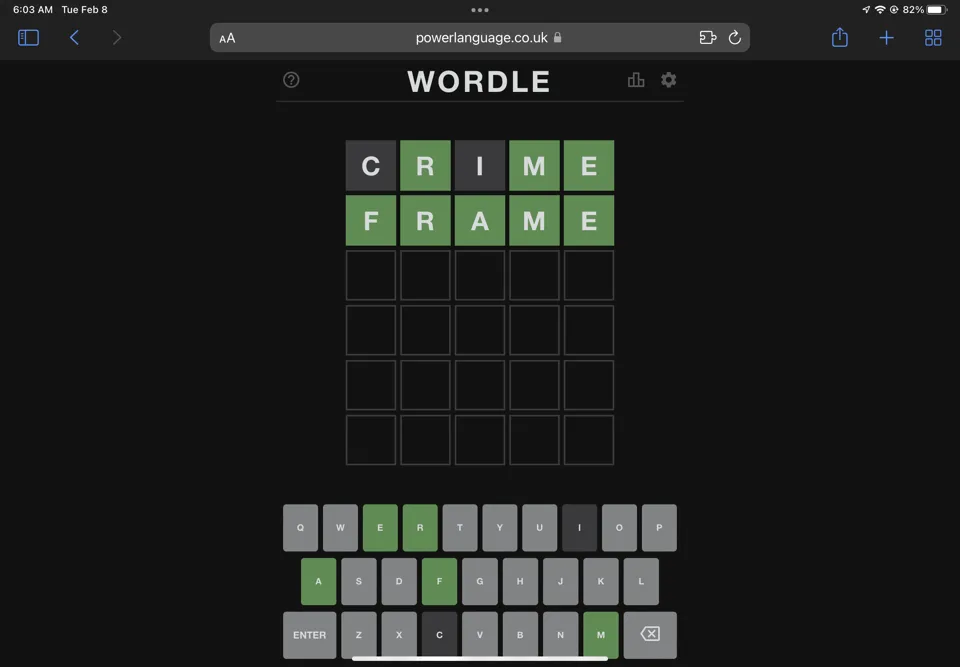 6:03 AM Tue Feb 8
82%
AA powerlanguage.co.uk
? WORDLE
C R I M E
F R A M E
Q W E R T Y U I O P
A S D F G H J K L
ENTER Z X C V B N M